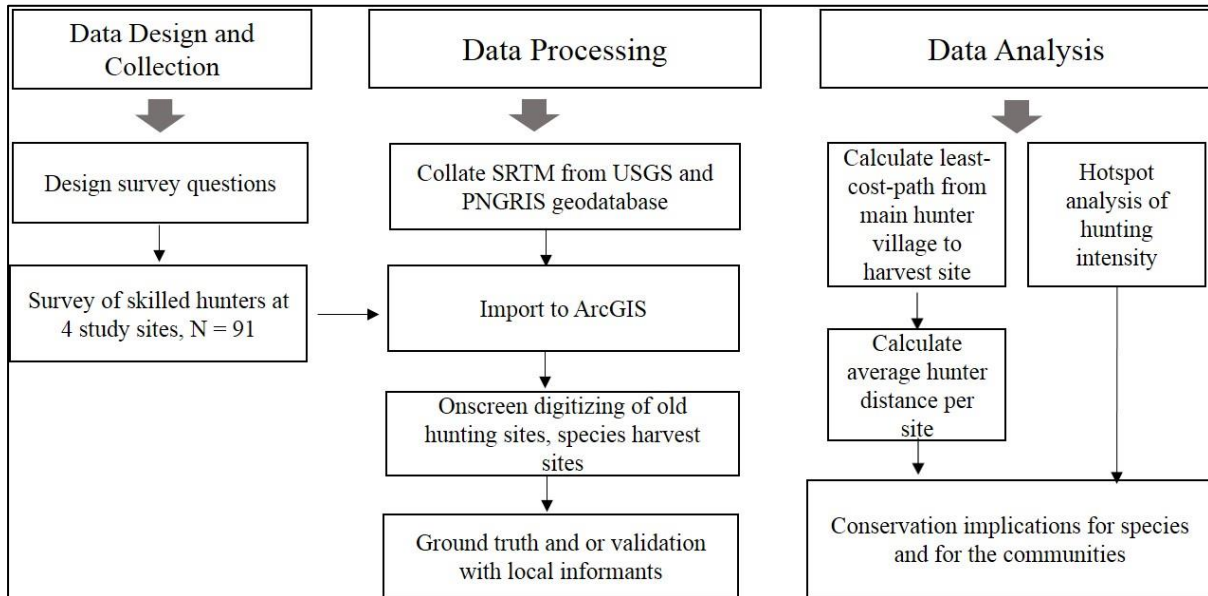 Data Design and
Collection
Design survey questions
Survey of skilled hunters at
4 study sites, N = 91
Data Processing
Collate SRTM from USGS and
PNGRIS geodatabase
Import to ArcGIS
Onscreen digitizing of old
hunting sites, species harvest
sites
Ground truth and or validation
with local informants
Data Analysis
Calculate least-
cost-path from
main hunter
village to
harvest site
Calculate
average hunter
distance per
site
Hotspot
analysis of
hunting
intensity
Conservation implications for species
and for the communities